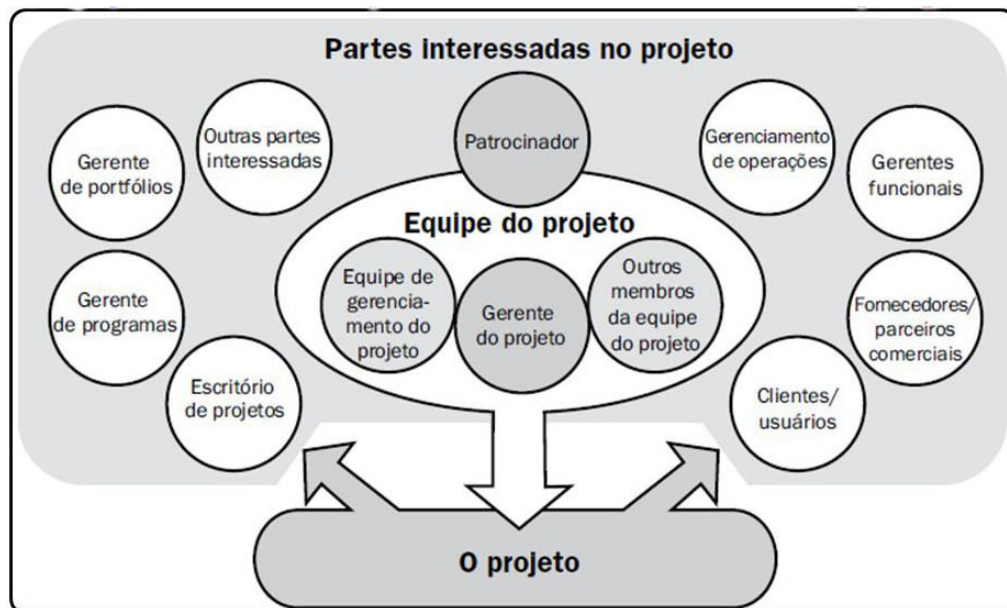 Partes interessadas no projeto
Gerente
de portfólios
Outras partes
interessadas
Patrocinador
Gerenciamento
de operações
Gerentes
funcionais
Equipe do projeto
Gerente
de programas
Equipe de
gerencia-
mento do
projeto
Gerente
do projeto
Outros
membros
da equipe
do projeto
Fornecedores/
parceiros
comerciais
Escritório
de projetos
Clientes/
usuários
O projeto